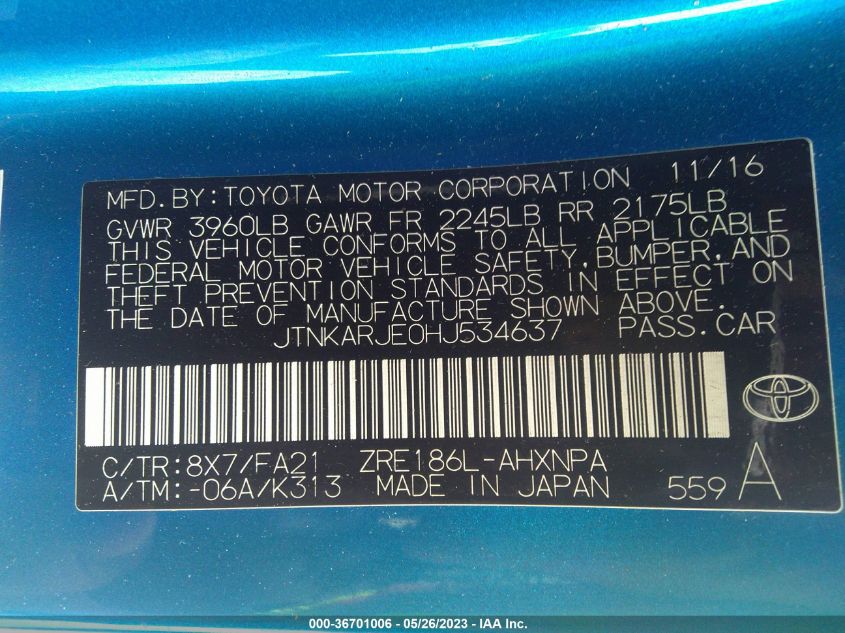 MFD.BY:TOYOTA MOTOR CORPORATION 11/16
GVWR 3960LB GAWR FR 2245LB RR 2175LB
THIS VEHICLE CONFORMS TO ALL APPLICABLE
FEDERAL MOTOR VEHICLE SAFETY,BUMPER,AND
THEFT PREVENTION STANDARDS IN EFFECT ON
THE DATE OF MANUFACTURE SHOWN ABOVE.
JTNKARJE0HJ534637 PASS.CAR
C/TR:8X7/FA21 ZRE186L-AHXNPA
A/TM:-06A/K313 MADE IN JAPAN 559 A
000-36701006 - 05/26/2023 - IAA Inc.